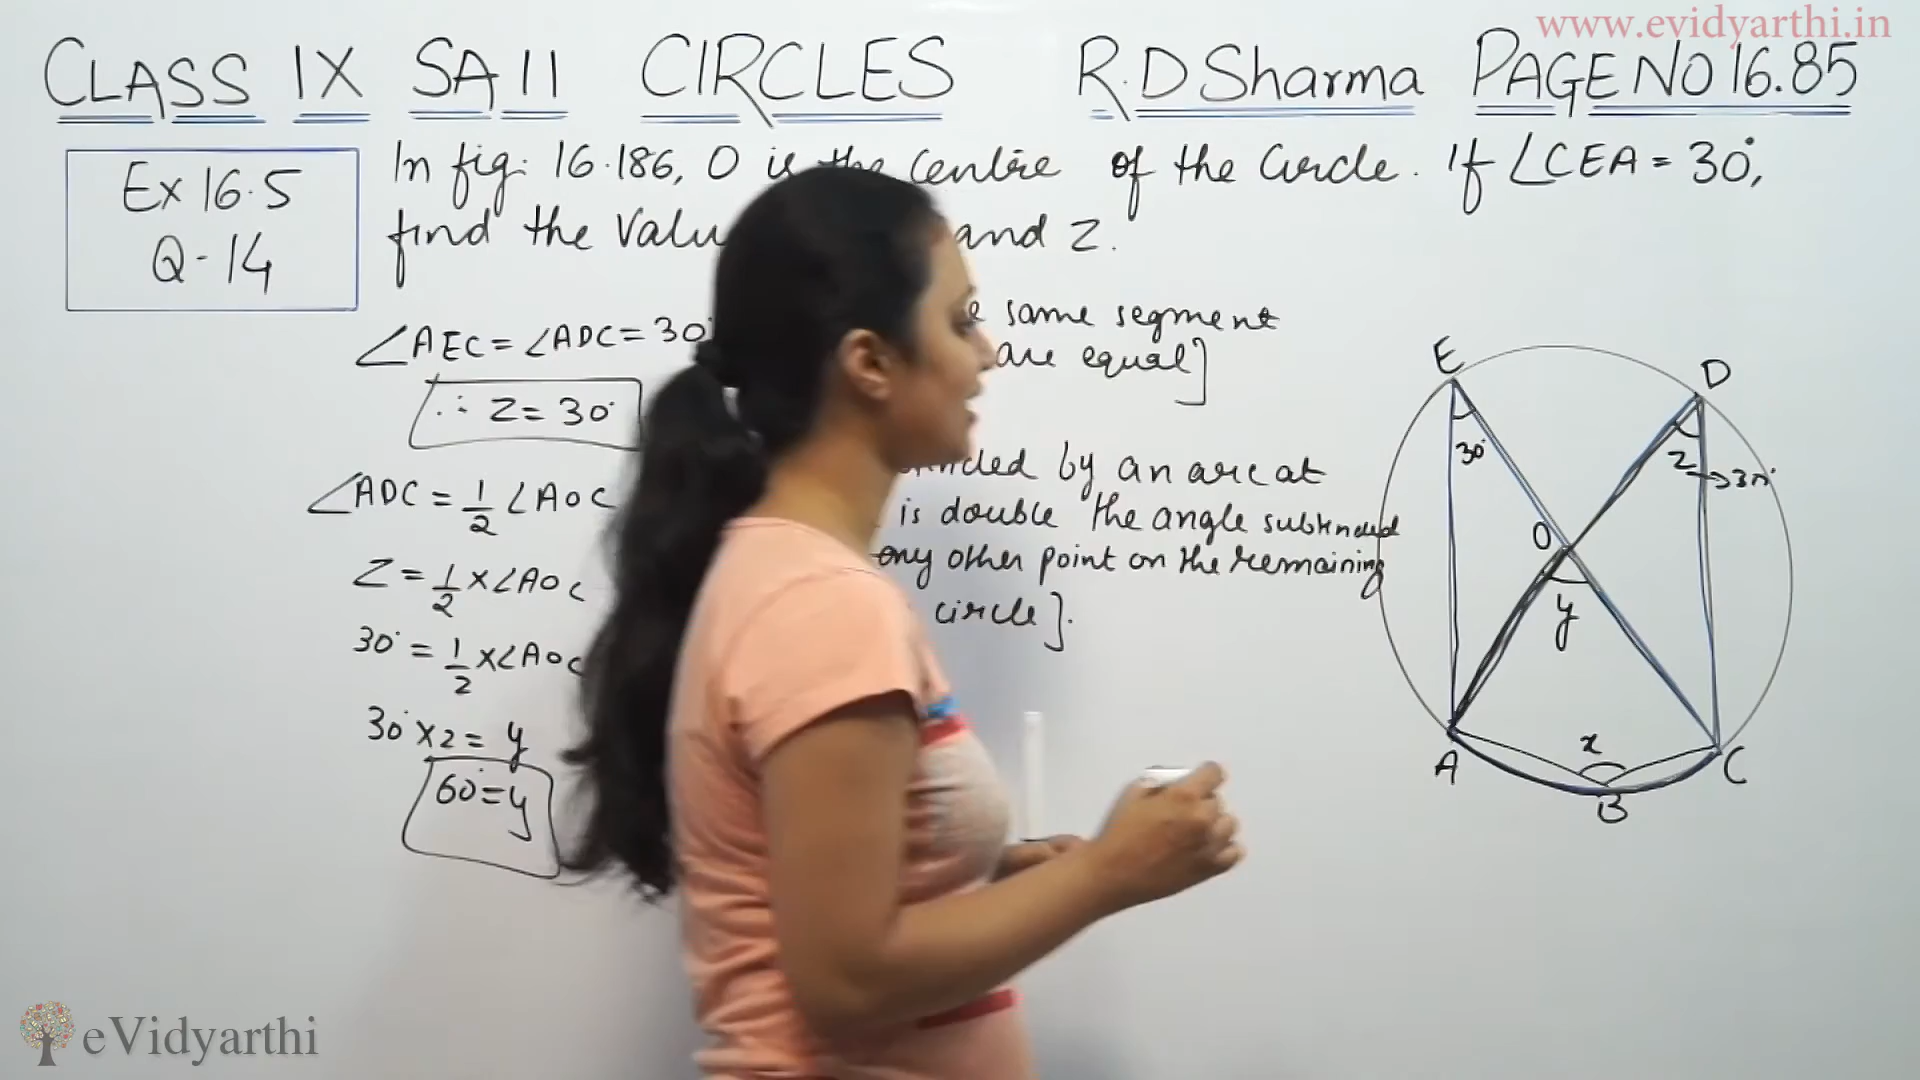 www.evidyarthi.in
CLASS IX SA II CIRCLES R.D Sharma PAGE NO 16.85
Ex 16.5
Q-14
In fig. 16.186, O is the Centre of the Circle. If ∠CEA = 30°,
find the and z.
∠AEC = ∠ADC = 30° same segment
are equal]
∴ z = 30°
∠ADC = 1/2 ∠AOC by an arc at
is double the angle subtended
z = 1/2 × ∠AOC any other point on the remaining
circle].
30° = 1/2 × ∠AOC
30° × 2 = y
60° = y
E
D
30°
z → 30°
O
y
x
A
C
B
eVidyarthi